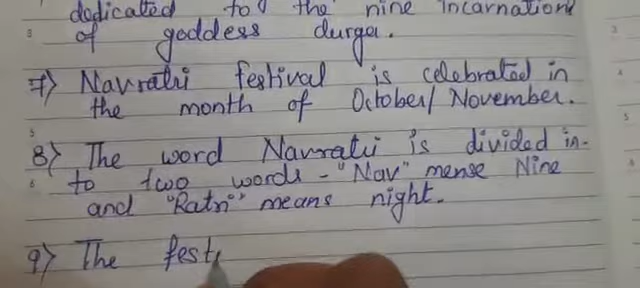 dedicated to the nine incarnation
of goddess durga.
7) Navratri festival is celebrated in
the month of October/November.
8) The word Navratri is divided in-
to two words - "Nav" mense Nine
and "Ratri" means night.
9) The fest